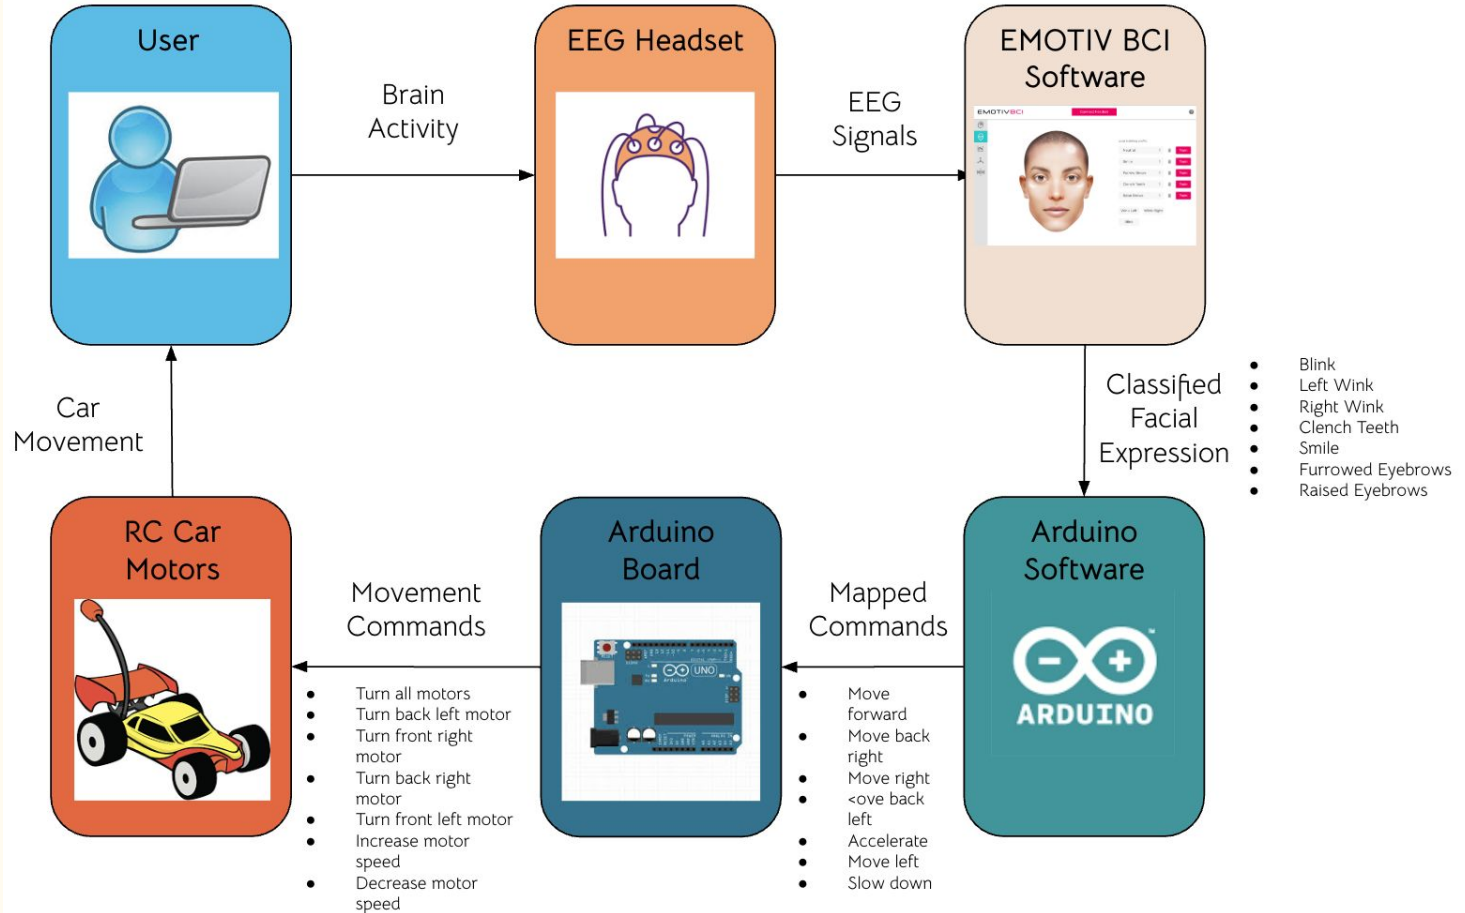 User
EEG Headset
EMOTIV BCI
Software
Brain
Activity
EEG
Signals
EMOTIVBCI
Classified
Facial
Expression
● Blink
● Left Wink
● Right Wink
● Clench Teeth
● Smile
● Furrowed Eyebrows
● Raised Eyebrows
Car
Movement
RC Car
Motors
Movement
Commands
● Turn all motors
● Turn back left motor
● Turn front right
motor
● Turn back right
motor
● Turn front left motor
● Increase motor
speed
● Decrease motor
speed
Arduino
Board
UNO
Arduino
Mapped
Commands
● Move
forward
● Move back
right
● Move right
● <ove back
left
● Accelerate
● Move left
● Slow down
Arduino
Software
ARDUINO
TM